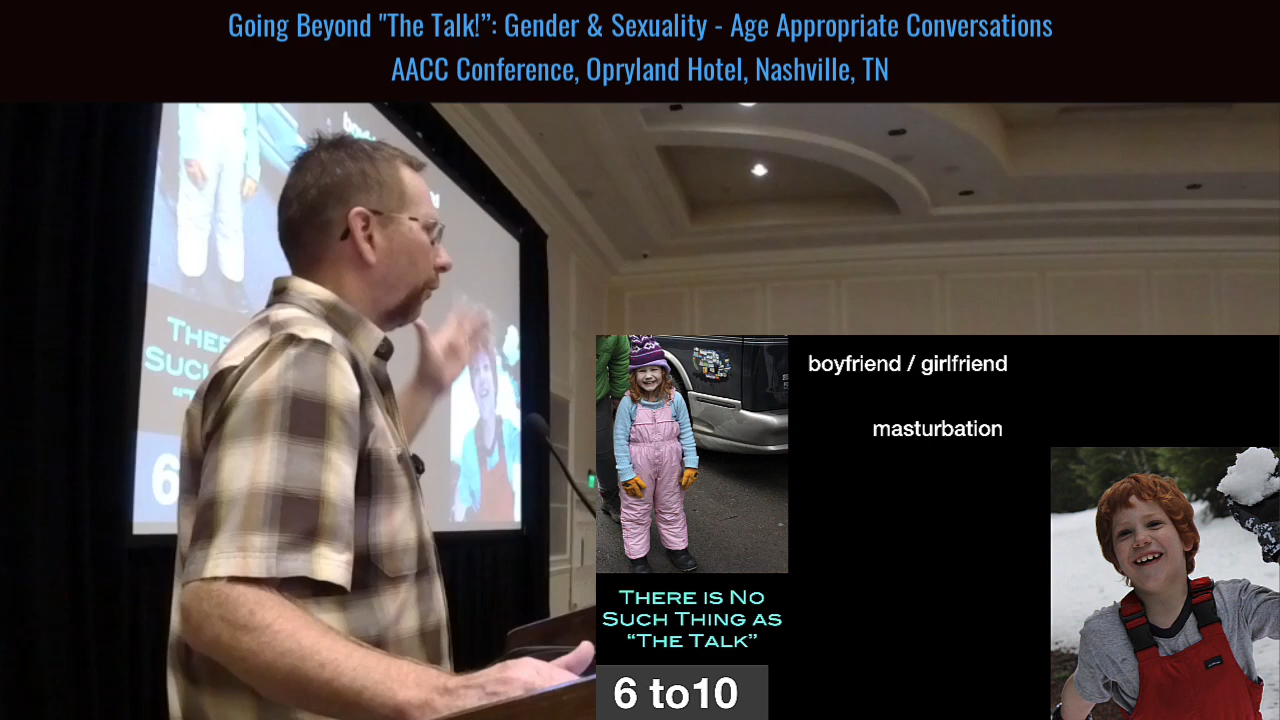 Going Beyond "The Talk!”: Gender & Sexuality - Age Appropriate Conversations
AACC Conference, Opryland Hotel, Nashville, TN
boyfriend / girlfriend
masturbation
THERE IS NO
SUCH THING AS
“THE TALK”
6 to10